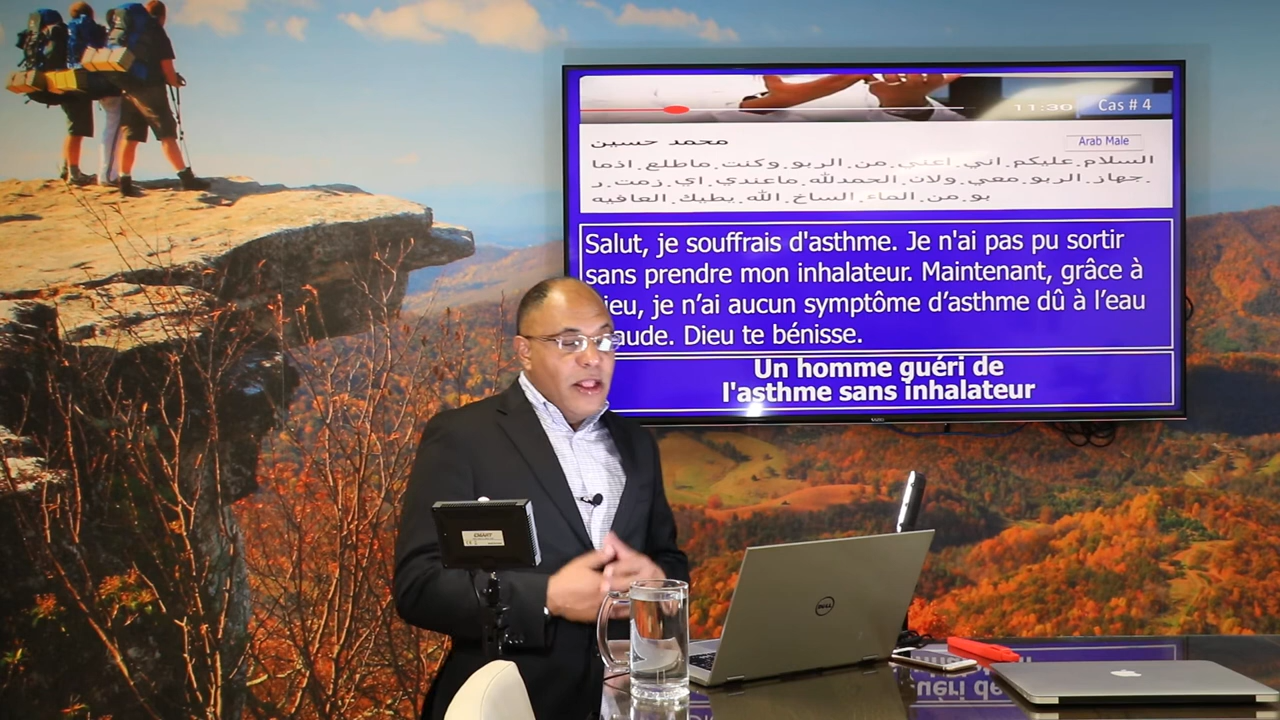 11:30 Cas # 4
محمد حسين
Arab Male
السلام.عليكم.اني.اعني.من.الربو.وكنت.ماطلع.اذما
جهاز.الربو.معي.ولان.الحمدلله.ماعندي.اي.زمت.ر.
بو.من.الماء.الساخ.الله.يطيك.العافيه
Salut, je souffrais d'asthme. Je n'ai pas pu sortir
sans prendre mon inhalateur. Maintenant, grâce à
ieu, je n’ai aucun symptôme d’asthme dû à l’eau
aude. Dieu te bénisse.
Un homme guéri de
l'asthme sans inhalateur
DELL